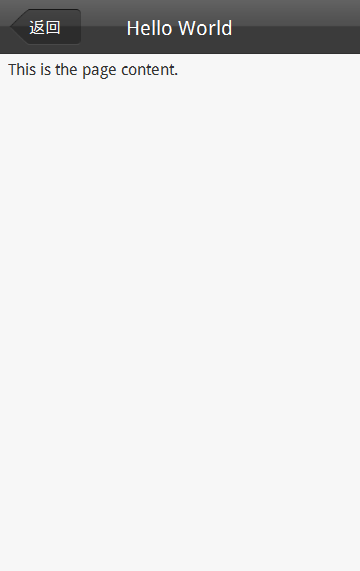 返回
Hello World
This is the page content.